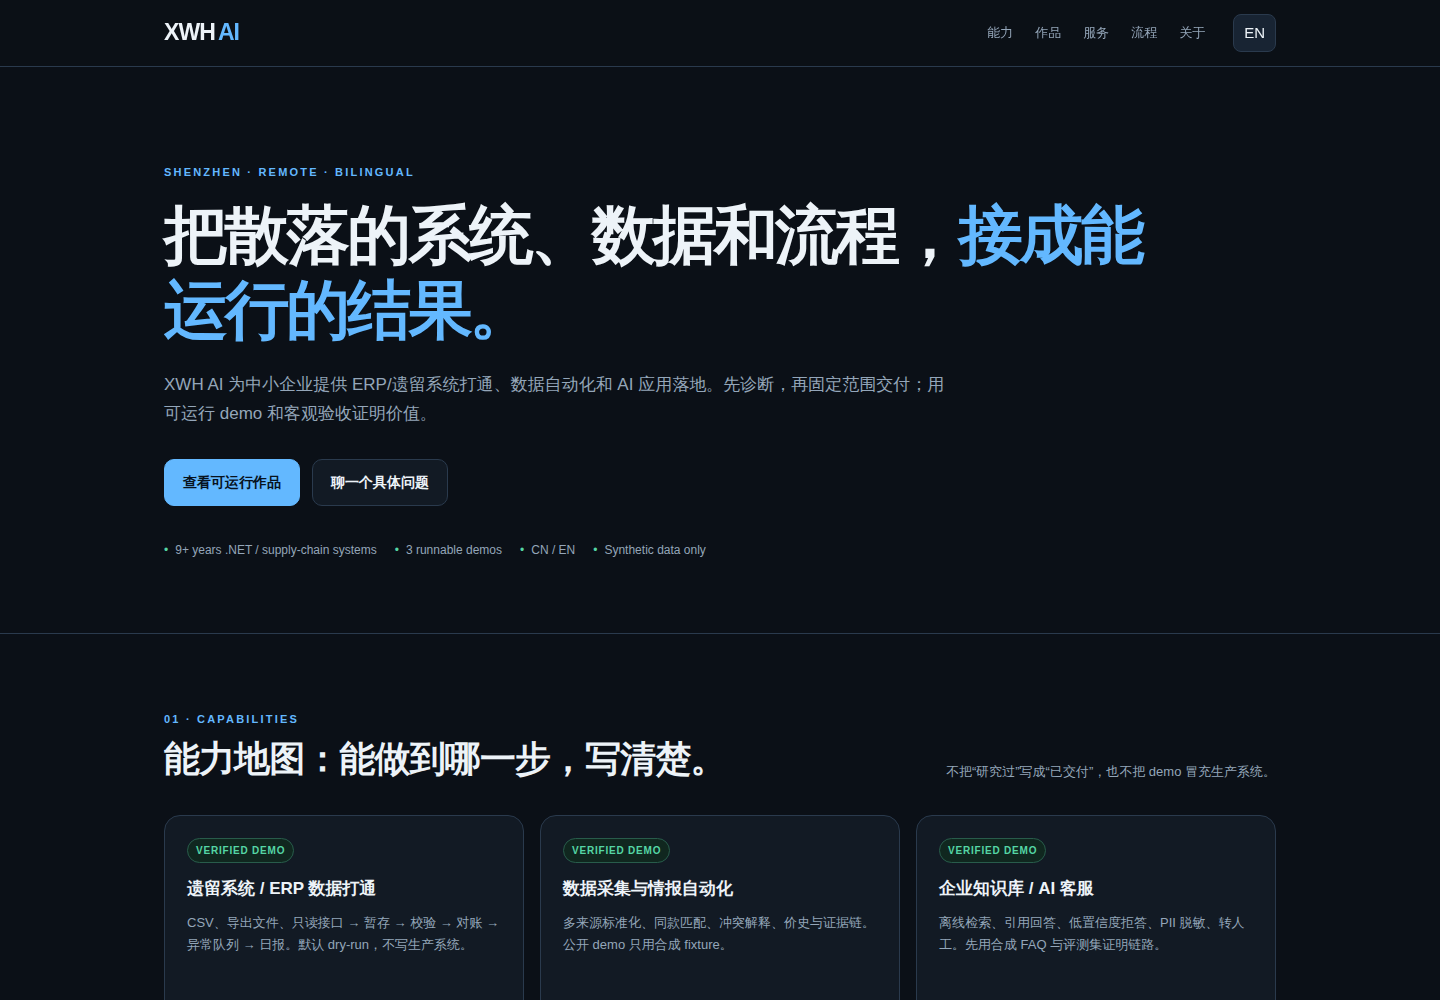 XWH AI
能力 作品 服务 流程 关于 EN
SHENZHEN · REMOTE · BILINGUAL
把散落的系统、数据和流程，接成能
运行的结果。
XWH AI 为中小企业提供 ERP/遗留系统打通、数据自动化和 AI 应用落地。先诊断，再固定范围交付；用
可运行 demo 和客观验收证明价值。
查看可运行作品 聊一个具体问题
• 9+ years .NET / supply-chain systems • 3 runnable demos • CN / EN • Synthetic data only
01 · CAPABILITIES
能力地图：能做到哪一步，写清楚。
不把“研究过”写成“已交付”，也不把 demo 冒充生产系统。
VERIFIED DEMO
遗留系统 / ERP 数据打通
CSV、导出文件、只读接口 → 暂存 → 校验 → 对账 →
异常队列 → 日报。默认 dry-run，不写生产系统。
VERIFIED DEMO
数据采集与情报自动化
多来源标准化、同款匹配、冲突解释、价史与证据链。
公开 demo 只用合成 fixture。
VERIFIED DEMO
企业知识库 / AI 客服
离线检索、引用回答、低置信度拒答、PII 脱敏、转人
工。先用合成 FAQ 与评测集证明链路。